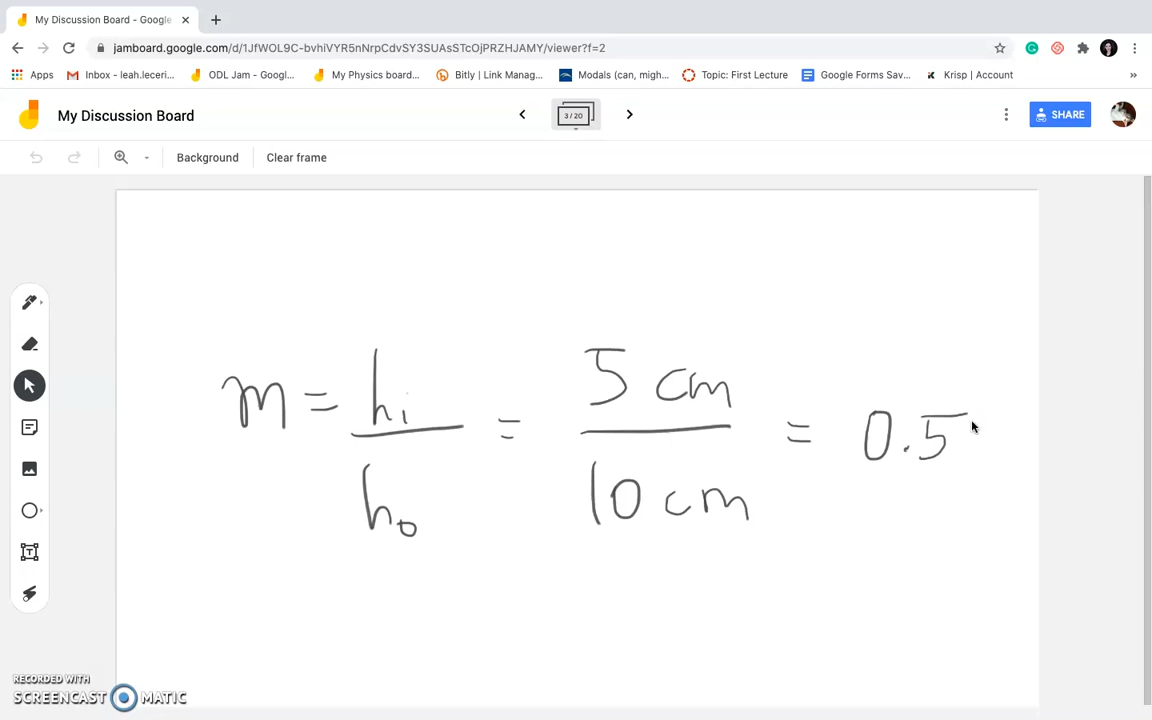 My Discussion Board - Google
jamboard.google.com/d/1JfWOL9C-bvhiVYR5nNrpCdvSY3SUAsSTcOjPRZHJAMY/viewer?f=2
Apps Inbox - leah.leceri... ODL Jam - Googl... My Physics board... Bitly | Link Manag... Modals (can, migh... Topic: First Lecture Google Forms Sav... Krisp | Account »
My Discussion Board 3/20 SHARE
Background Clear frame
m = hi / ho = 5 cm / 10 cm = 0.5
RECORDED WITH
SCREENCAST MATIC